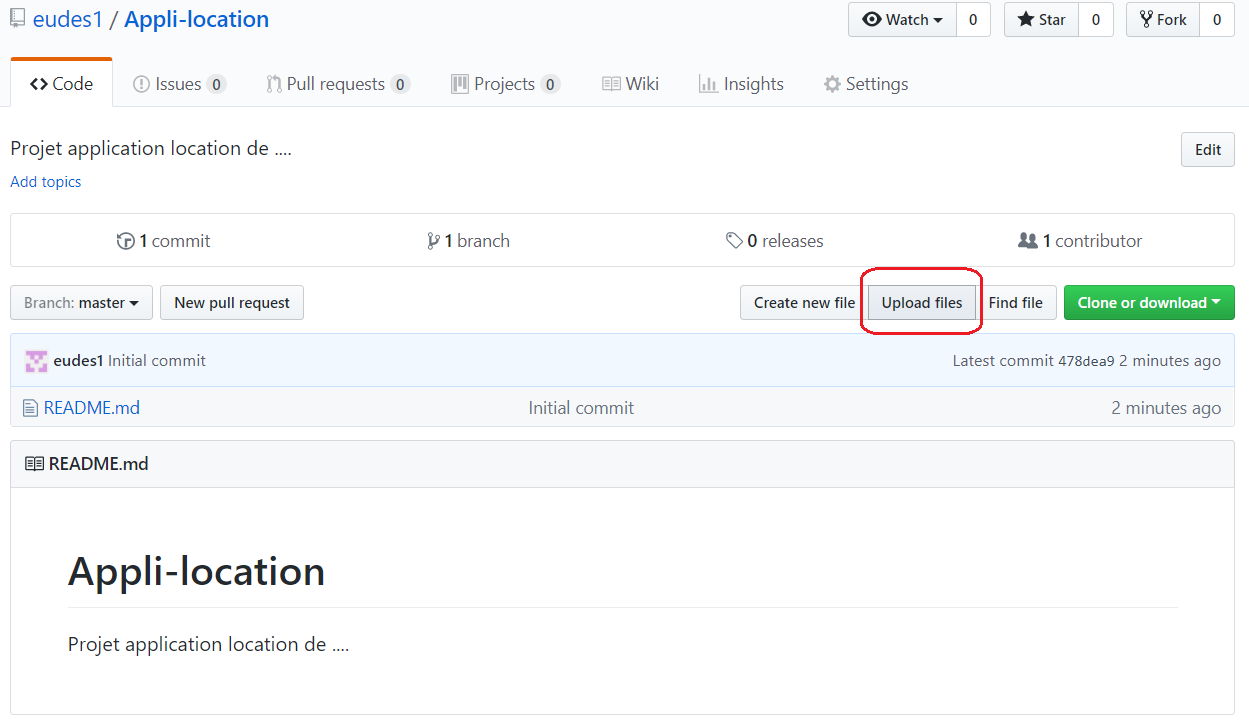 eudes1 / Appli-location
Watch 0 Star 0 Fork 0
Code Issues 0 Pull requests 0 Projects 0 Wiki Insights Settings
Projet application location de .... Edit
Add topics
1 commit 1 branch 0 releases 1 contributor
Branch: master New pull request Create new file Upload files Find file Clone or download
eudes1 Initial commit Latest commit 478dea9 2 minutes ago
README.md Initial commit 2 minutes ago
README.md
Appli-location
Projet application location de ....